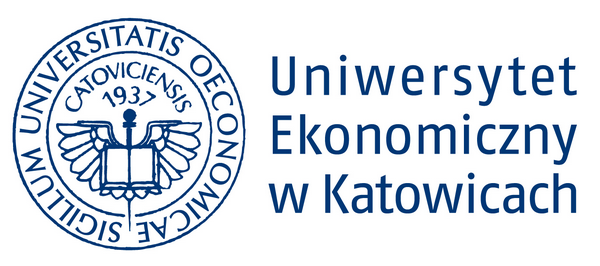 SIGILLUM UNIVERSITATIS OECONOMICAE
CATOVICIENSIS
1937
Uniwersytet
Ekonomiczny
w Katowicach